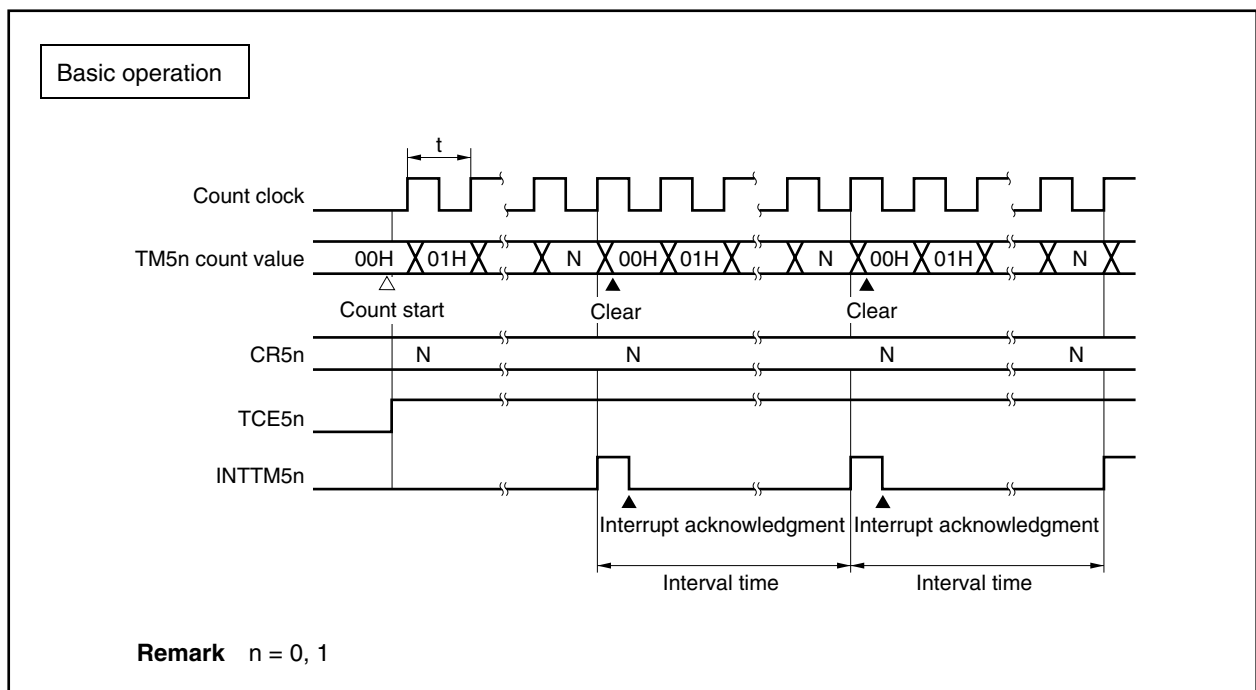 Basic operation
t
Count clock
TM5n count value 00H 01H N 00H 01H N 00H 01H N
Count start Clear Clear
CR5n N N N N
TCE5n
INTTM5n
Interrupt acknowledgment Interrupt acknowledgment
Interval time Interval time
Remark n = 0, 1